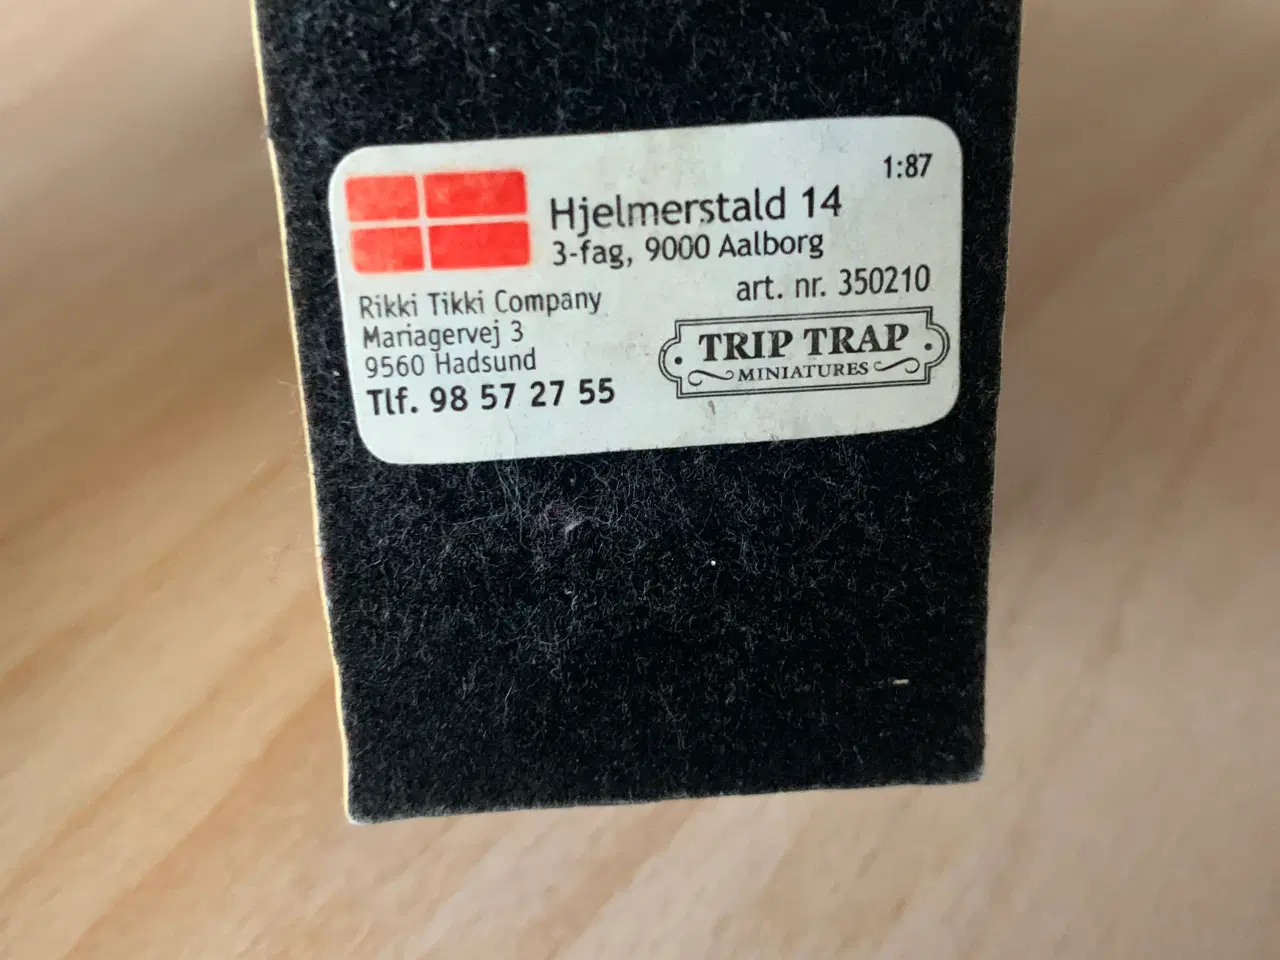 1:87
Hjelmerstald 14
3-fag, 9000 Aalborg
art. nr. 350210
Rikki Tikki Company
Mariagervej 3
9560 Hadsund
Tlf. 98 57 27 55
TRIP TRAP
MINIATURES